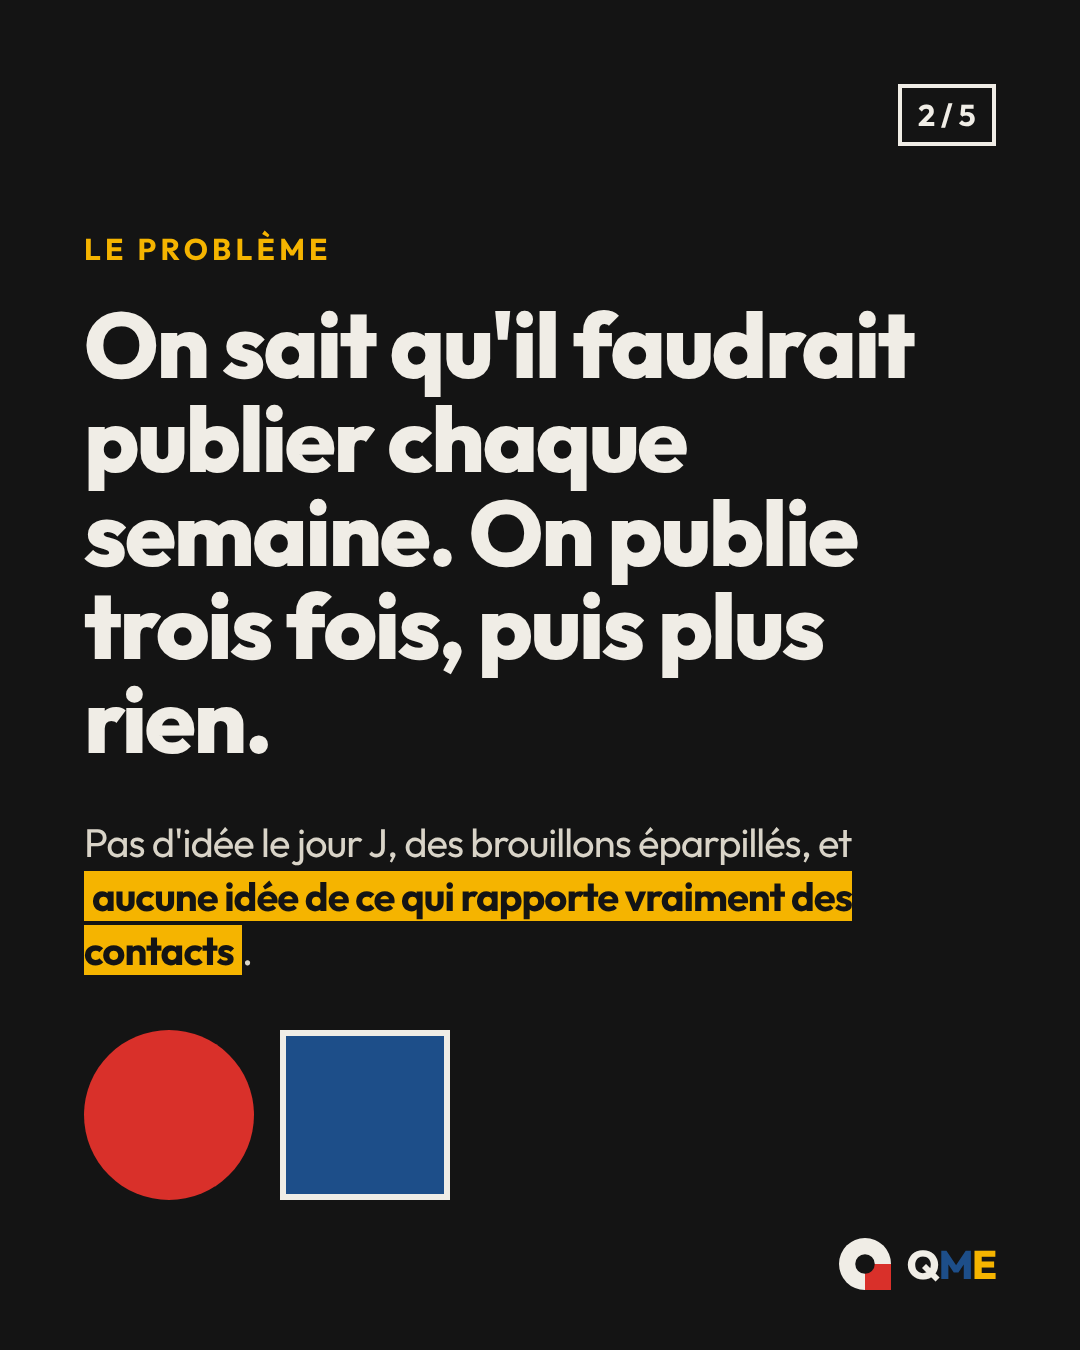 2/5
LE PROBLÈME
On sait qu'il faudrait
publier chaque
semaine. On publie
trois fois, puis plus
rien.
Pas d'idée le jour J, des brouillons éparpillés, et
aucune idée de ce qui rapporte vraiment des
contacts .
QME